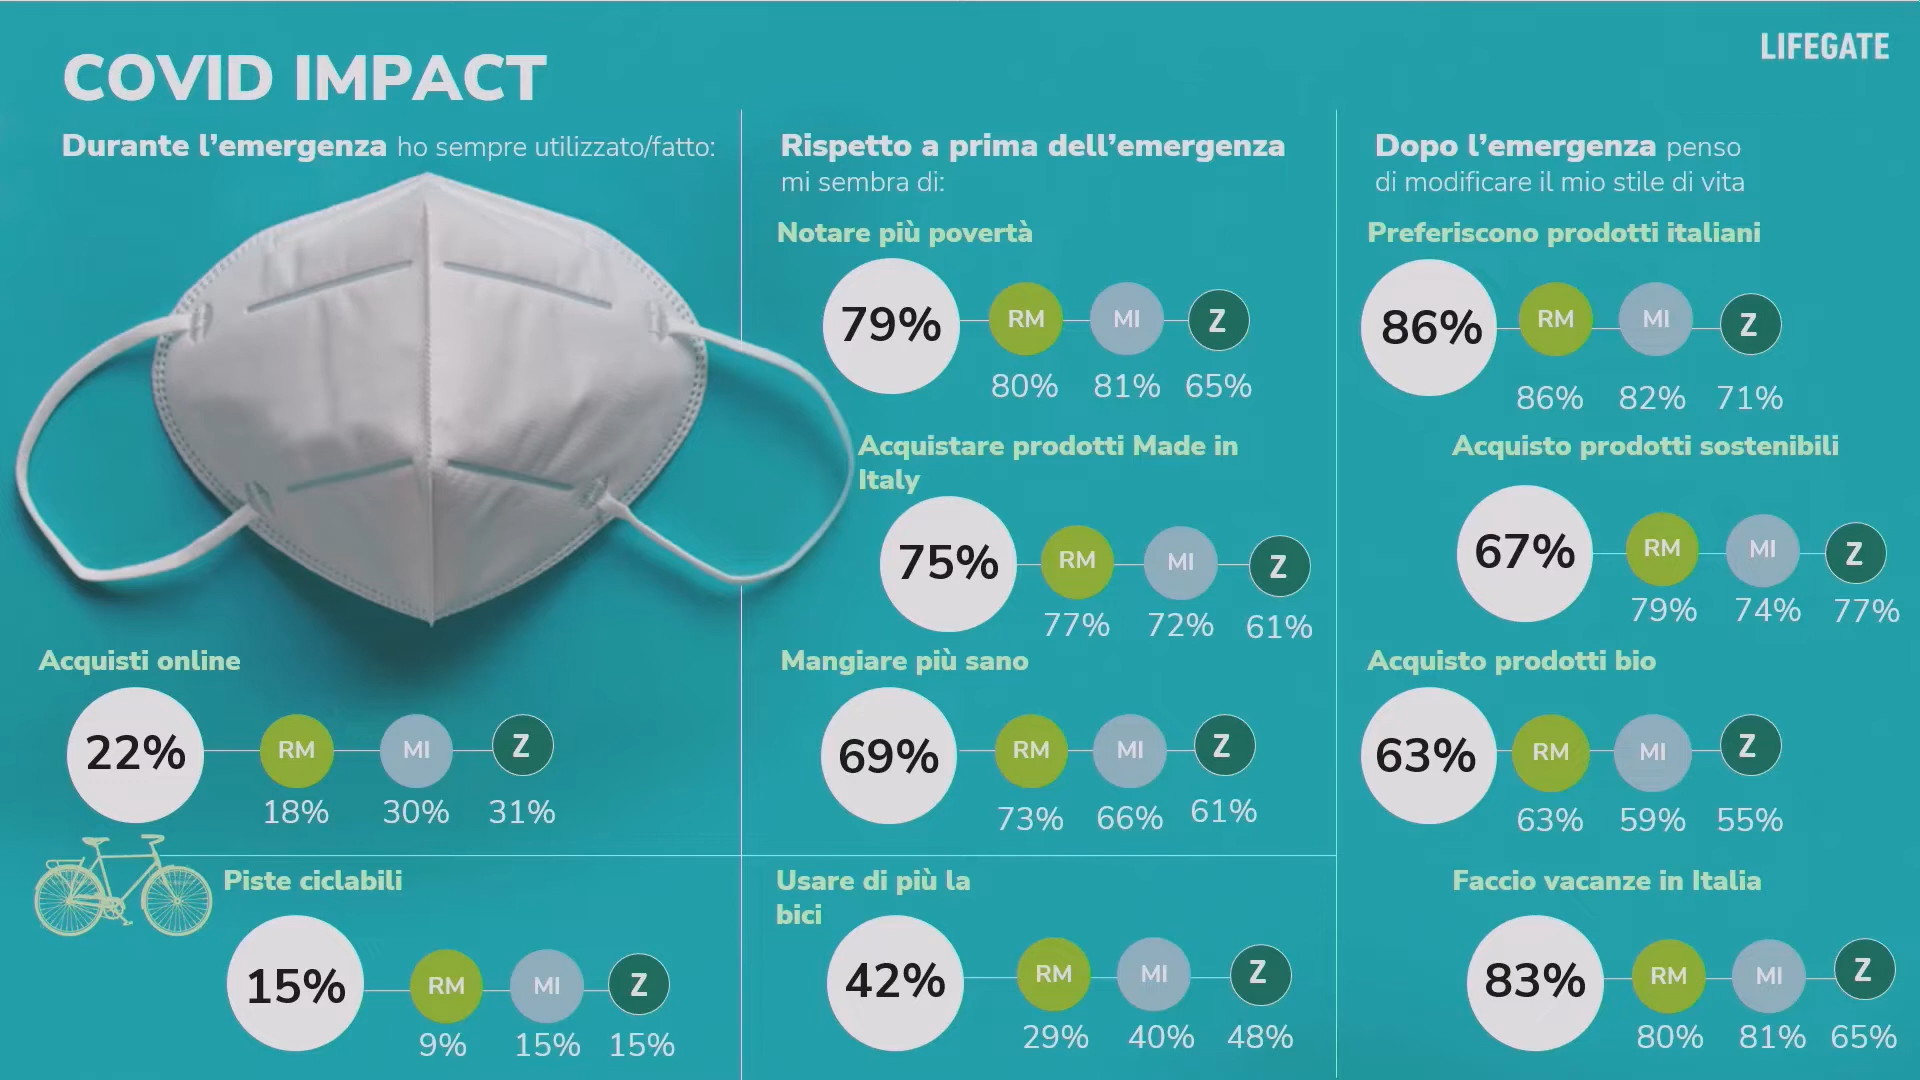 COVID IMPACT
LIFEGATE
Durante l'emergenza ho sempre utilizzato/fatto:
Acquisti online
22% RM MI Z
18% 30% 31%
Piste ciclabili
15% RM MI Z
9% 15% 15%
Rispetto a prima dell'emergenza
mi sembra di:
Notare più povertà
79% RM MI Z
80% 81% 65%
Acquistare prodotti Made in
Italy
75% RM MI Z
77% 72% 61%
Mangiare più sano
69% RM MI Z
73% 66% 61%
Usare di più la
bici
42% RM MI Z
29% 40% 48%
Dopo l'emergenza penso
di modificare il mio stile di vita
Preferiscono prodotti italiani
86% RM MI Z
86% 82% 71%
Acquisto prodotti sostenibili
67% RM MI Z
79% 74% 77%
Acquisto prodotti bio
63% RM MI Z
63% 59% 55%
Faccio vacanze in Italia
83% RM MI Z
80% 81% 65%